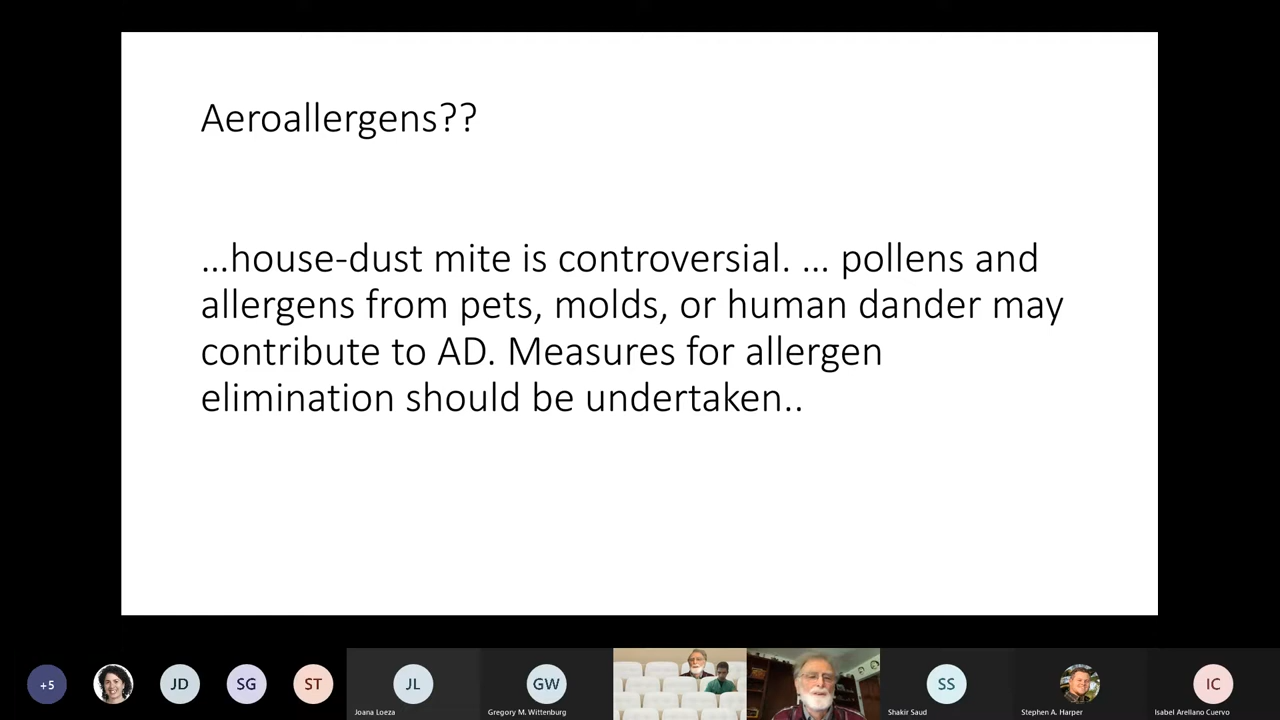 Aeroallergens??
…house-dust mite is controversial. … pollens and
allergens from pets, molds, or human dander may
contribute to AD. Measures for allergen
elimination should be undertaken..
+5
JD
SG
ST
JL
Joana Loeza
GW
Gregory M. Wittenburg
SS
Shakir Saud
Stephen A. Harper
IC
Isabel Arellano Cuervo